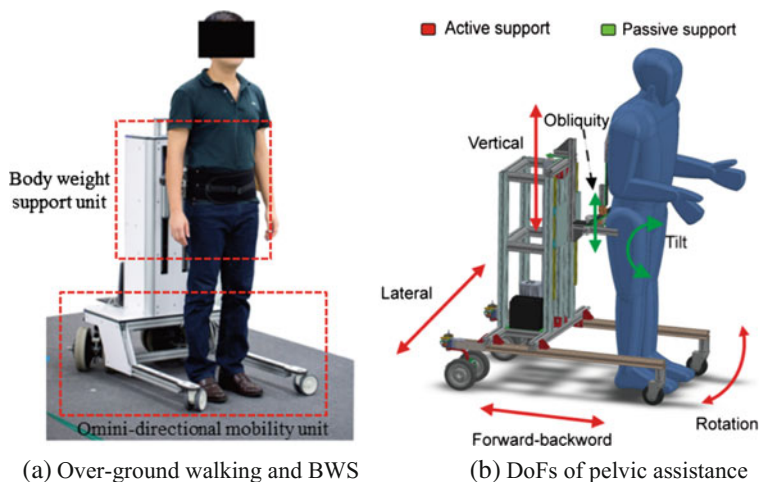 Body weight
support unit
Omini-directional mobility unit
(a) Over-ground walking and BWS
Active support
Passive support
Obliquity
Vertical
Tilt
Lateral
Rotation
Forward-backword
(b) DoFs of pelvic assistance